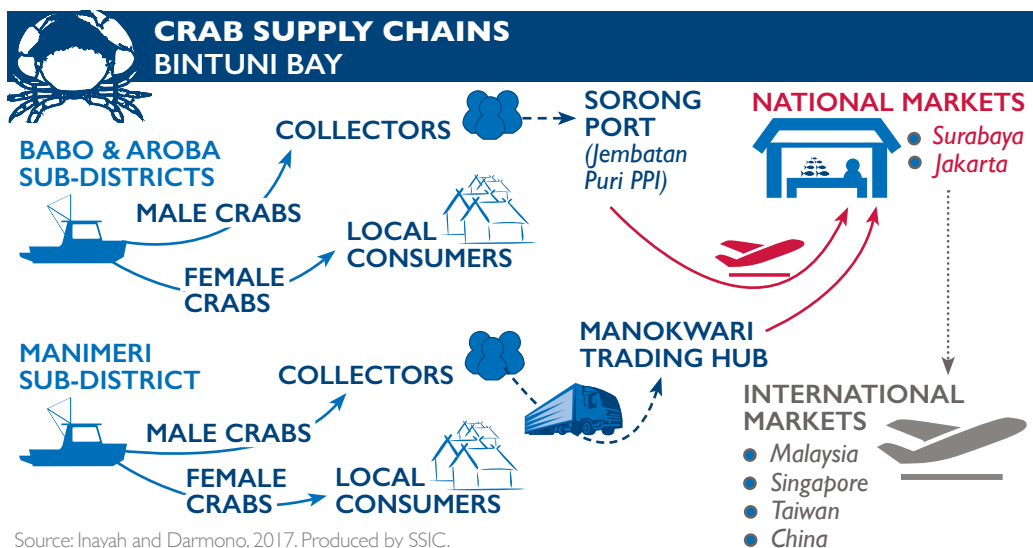 CRAB SUPPLY CHAINS
BINTUNI BAY
BABO & AROBA
SUB-DISTRICTS
MALE CRABS
COLLECTORS
FEMALE
CRABS
LOCAL
CONSUMERS
SORONG
PORT
(Jembatan
Puri PPI)
NATIONAL MARKETS
Surabaya
Jakarta
MANIMERI
SUB-DISTRICT
MALE CRABS
COLLECTORS
FEMALE
CRABS
LOCAL
CONSUMERS
MANOKWARI
TRADING HUB
INTERNATIONAL
MARKETS
Malaysia
Singapore
Taiwan
China
Source: Inayah and Darmono, 2017. Produced by SSIC.